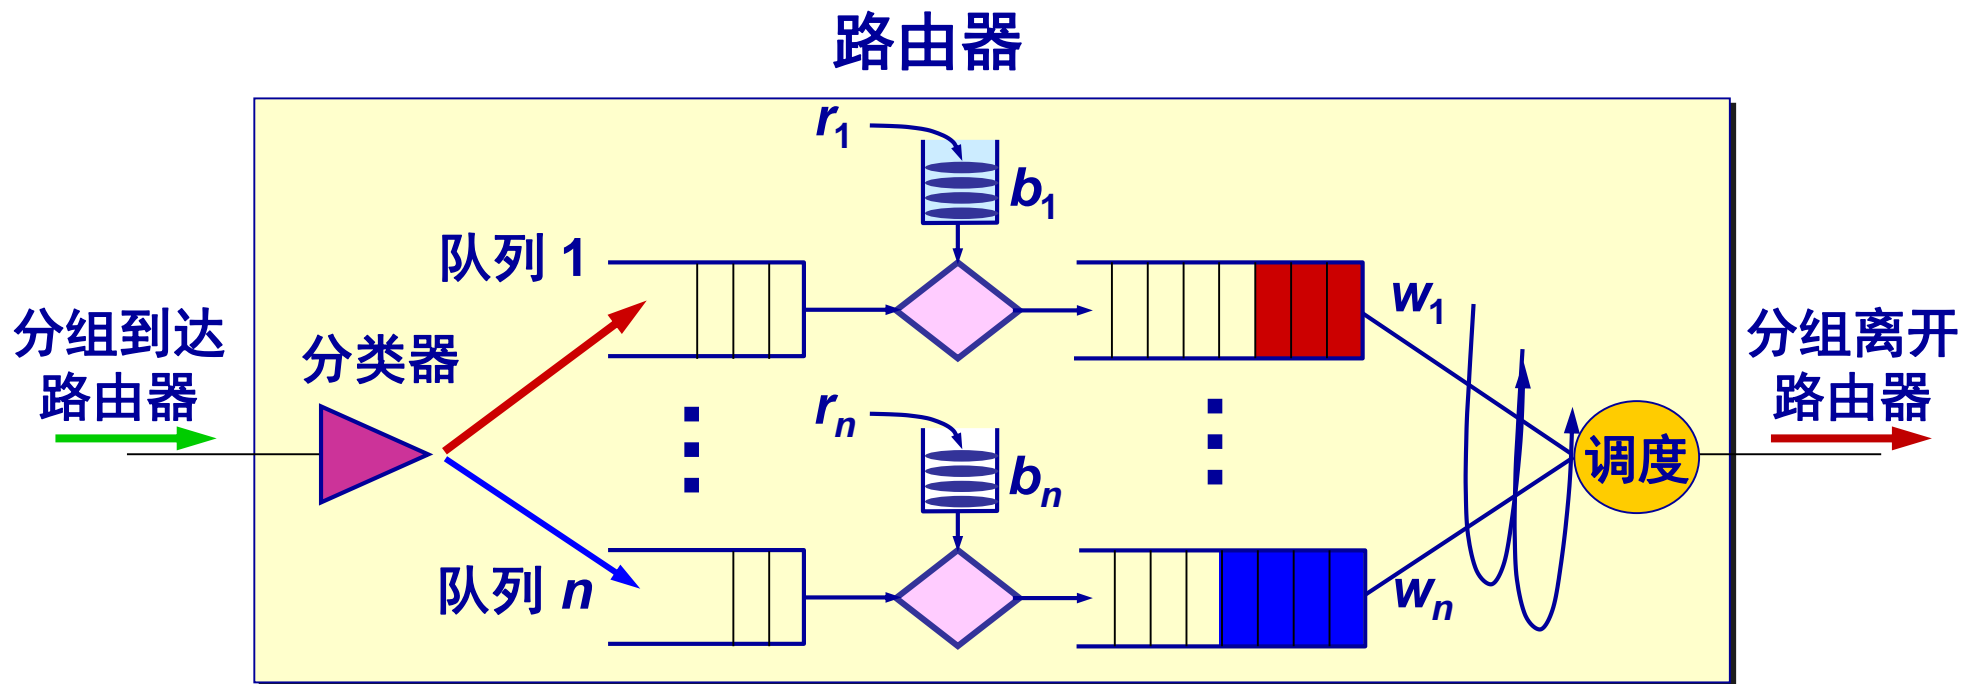 路由器
r1
b1
队列 1
w1
分组到达
路由器
分类器
分组离开
路由器
rn
bn
调度
队列 n
wn